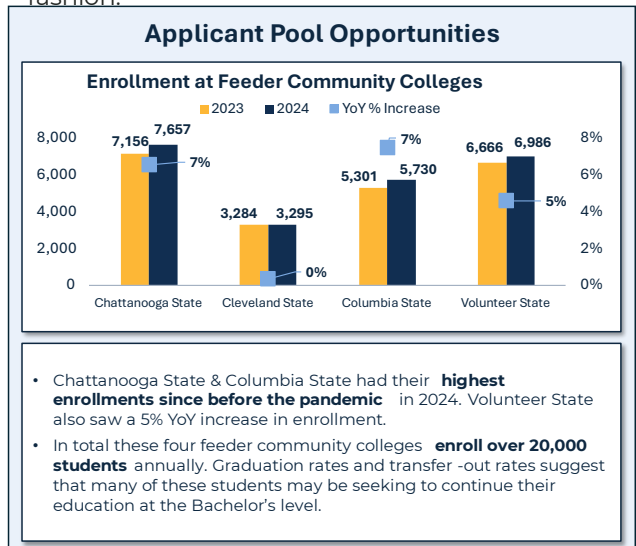 fashion.
Applicant Pool Opportunities
Enrollment at Feeder Community Colleges
2023 2024 YoY % Increase
8,000 7,156 7,657 7% 6,666 6,986 8%
6,000 7% 5,301 5,730 6%
4,000 3,284 3,295 5% 4%
2,000 2%
0 0% 0%
Chattanooga State Cleveland State Columbia State Volunteer State
• Chattanooga State & Columbia State had their highest
enrollments since before the pandemic in 2024. Volunteer State
also saw a 5% YoY increase in enrollment.
• In total these four feeder community colleges enroll over 20,000
students annually. Graduation rates and transfer -out rates suggest
that many of these students may be seeking to continue their
education at the Bachelor’s level.